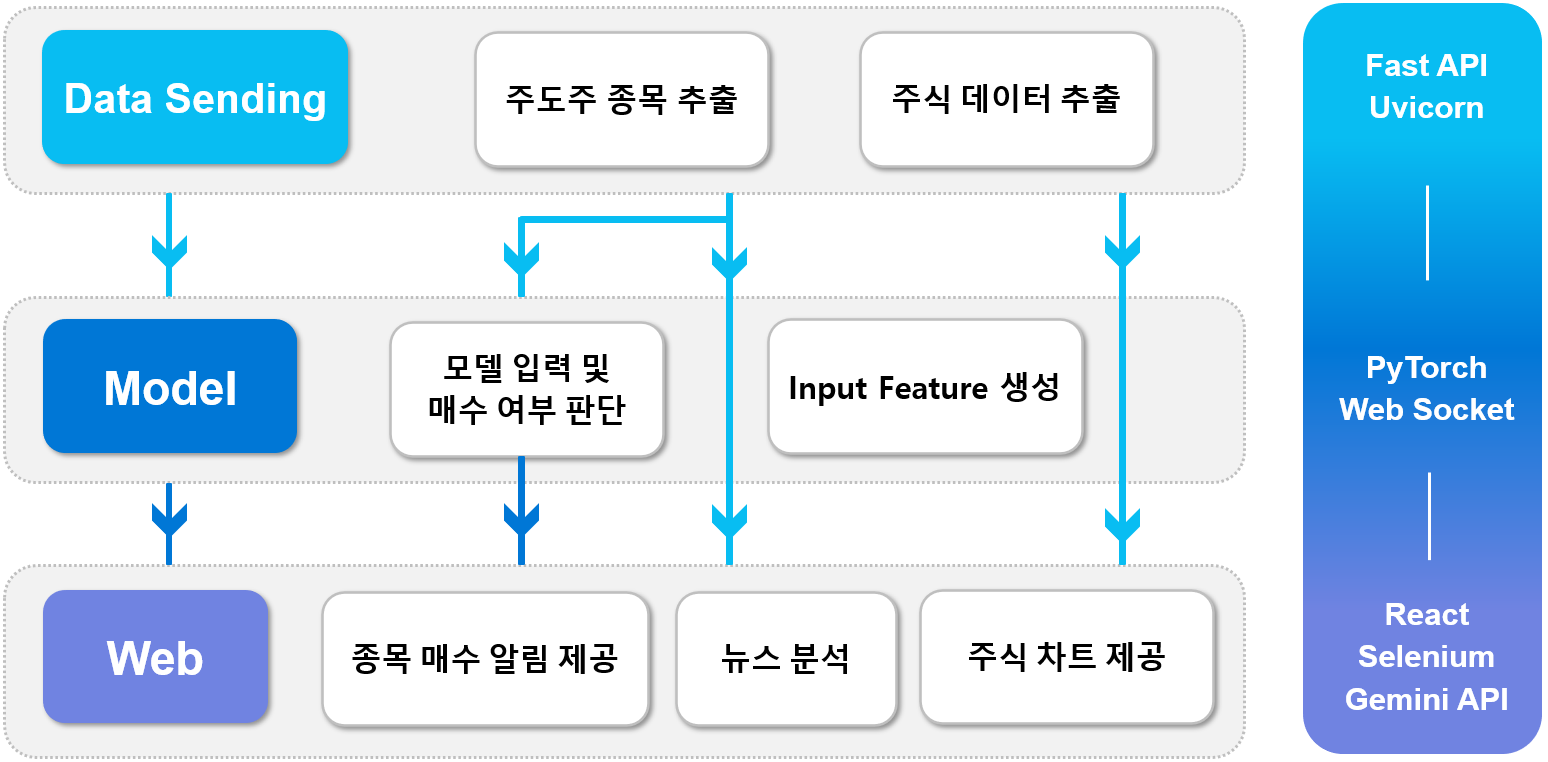 Data Sending
주도주 종목 추출
주식 데이터 추출
Fast API
Uvicorn
Model
모델 입력 및
매수 여부 판단
Input Feature 생성
PyTorch
Web Socket
Web
종목 매수 알림 제공
뉴스 분석
주식 차트 제공
React
Selenium
Gemini API